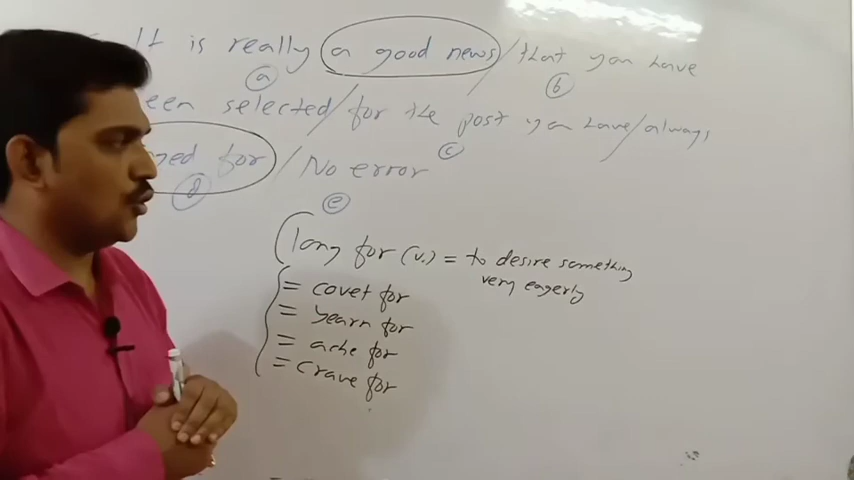 It is really a good news / that you have
(a) (b)
een selected / for the post you have / always,
(c)
ged for / No error
(d) (e)
(long for (v.) = to desire something
very eagerly
= covet for
= yearn for
= ache for
= crave for